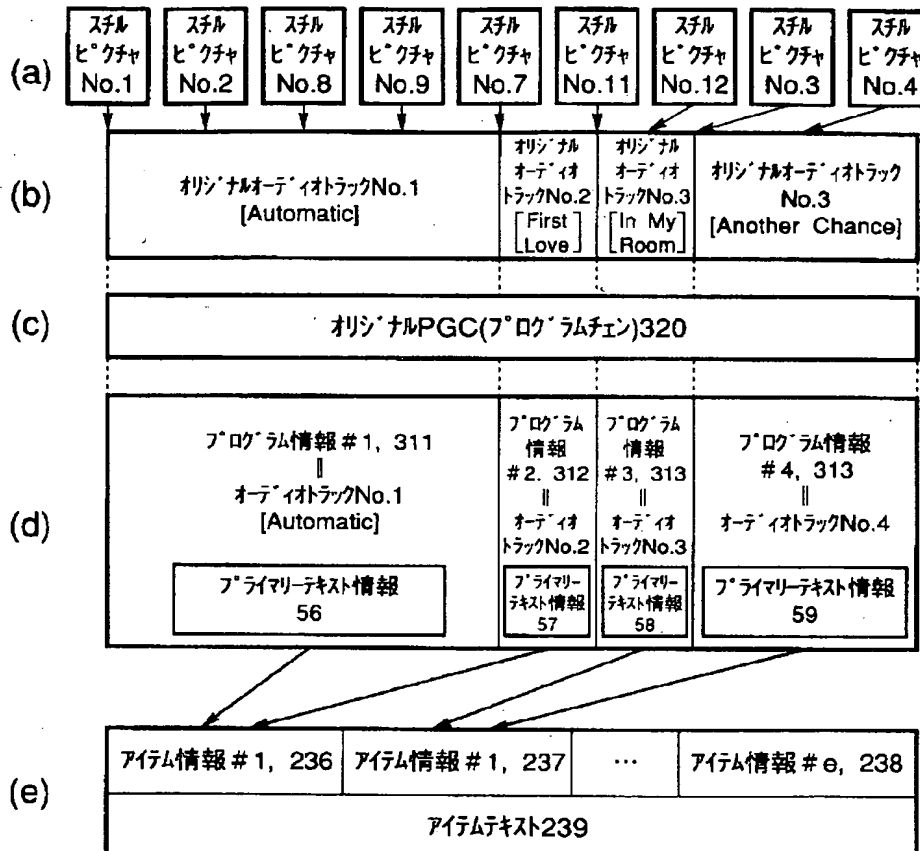 (a)
スチル
ピクチャ
No.1
スチル
ピクチャ
No.2
スチル
ピクチャ
No.8
スチル
ピクチャ
No.9
スチル
ピクチャ
No.7
スチル
ピクチャ
No.11
スチル
ピクチャ
No.12
スチル
ピクチャ
No.3
スチル
ピクチャ
No.4
(b)
オリジナルオーディオトラックNo.1
[Automatic]
オリジナル
オーディオ
トラックNo.2
[First
Love]
オリジナル
オーディオ
トラックNo.3
[In My
Room]
オリジナルオーディオトラック
No.3
[Another Chance]
(c)
オリジナルPGC(プログラムチェン)320
(d)
プログラム情報#1, 311
||
オーディオトラックNo.1
[Automatic]
プライマリーテキスト情報
56
プログラム
情報
#2. 312
||
オーディオ
トラックNo.2
プライマリー
テキスト情報
57
プログラム
情報
#3, 313
||
オーディオ
トラックNo.3
プライマリー
テキスト情報
58
プログラム情報
#4, 313
||
オーディオトラックNo.4
プライマリーテキスト情報
59
(e)
アイテム情報#1, 236
アイテム情報#1, 237
…
アイテム情報#e, 238
アイテムテキスト239